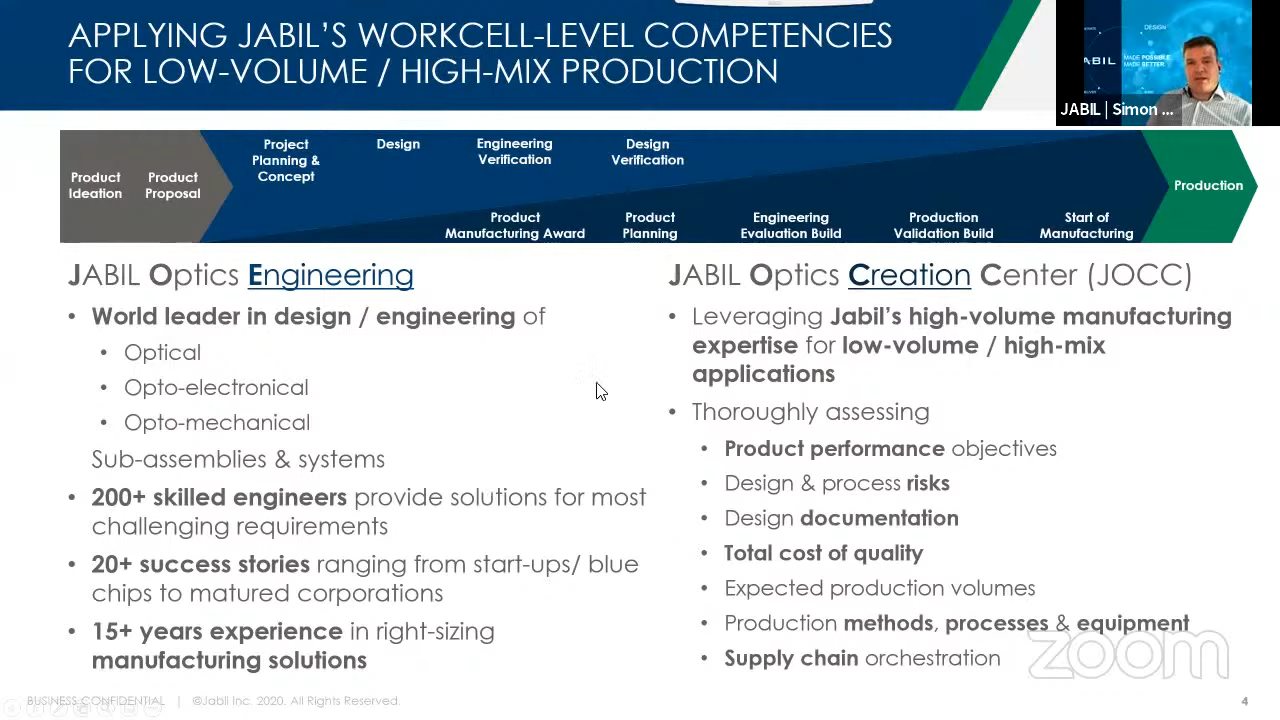 APPLYING JABIL'S WORKCELL-LEVEL COMPETENCIES
FOR LOW-VOLUME / HIGH-MIX PRODUCTION
DESIGN
ABIL
MADE POSSIBLE
MADE BETTER.
JABIL | Simon ...
Product
Ideation
Product
Proposal
Project
Planning &
Concept
Design
Engineering
Verification
Design
Verification
Product
Manufacturing Award
Product
Planning
Engineering
Evaluation Build
Production
Validation Build
Start of
Manufacturing
Production
JABIL Optics Engineering
• World leader in design / engineering of
• Optical
• Opto-electronical
• Opto-mechanical
Sub-assemblies & systems
• 200+ skilled engineers provide solutions for most
challenging requirements
• 20+ success stories ranging from start-ups/ blue
chips to matured corporations
• 15+ years experience in right-sizing
manufacturing solutions
JABIL Optics Creation Center (JOCC)
• Leveraging Jabil's high-volume manufacturing
expertise for low-volume / high-mix
applications
• Thoroughly assessing
• Product performance objectives
• Design & process risks
• Design documentation
• Total cost of quality
• Expected production volumes
• Production methods, processes & equipment
• Supply chain orchestration
zoom
BUSINESS CONFIDENTIAL | ©Jabil Inc. 2020. All Rights Reserved.
4